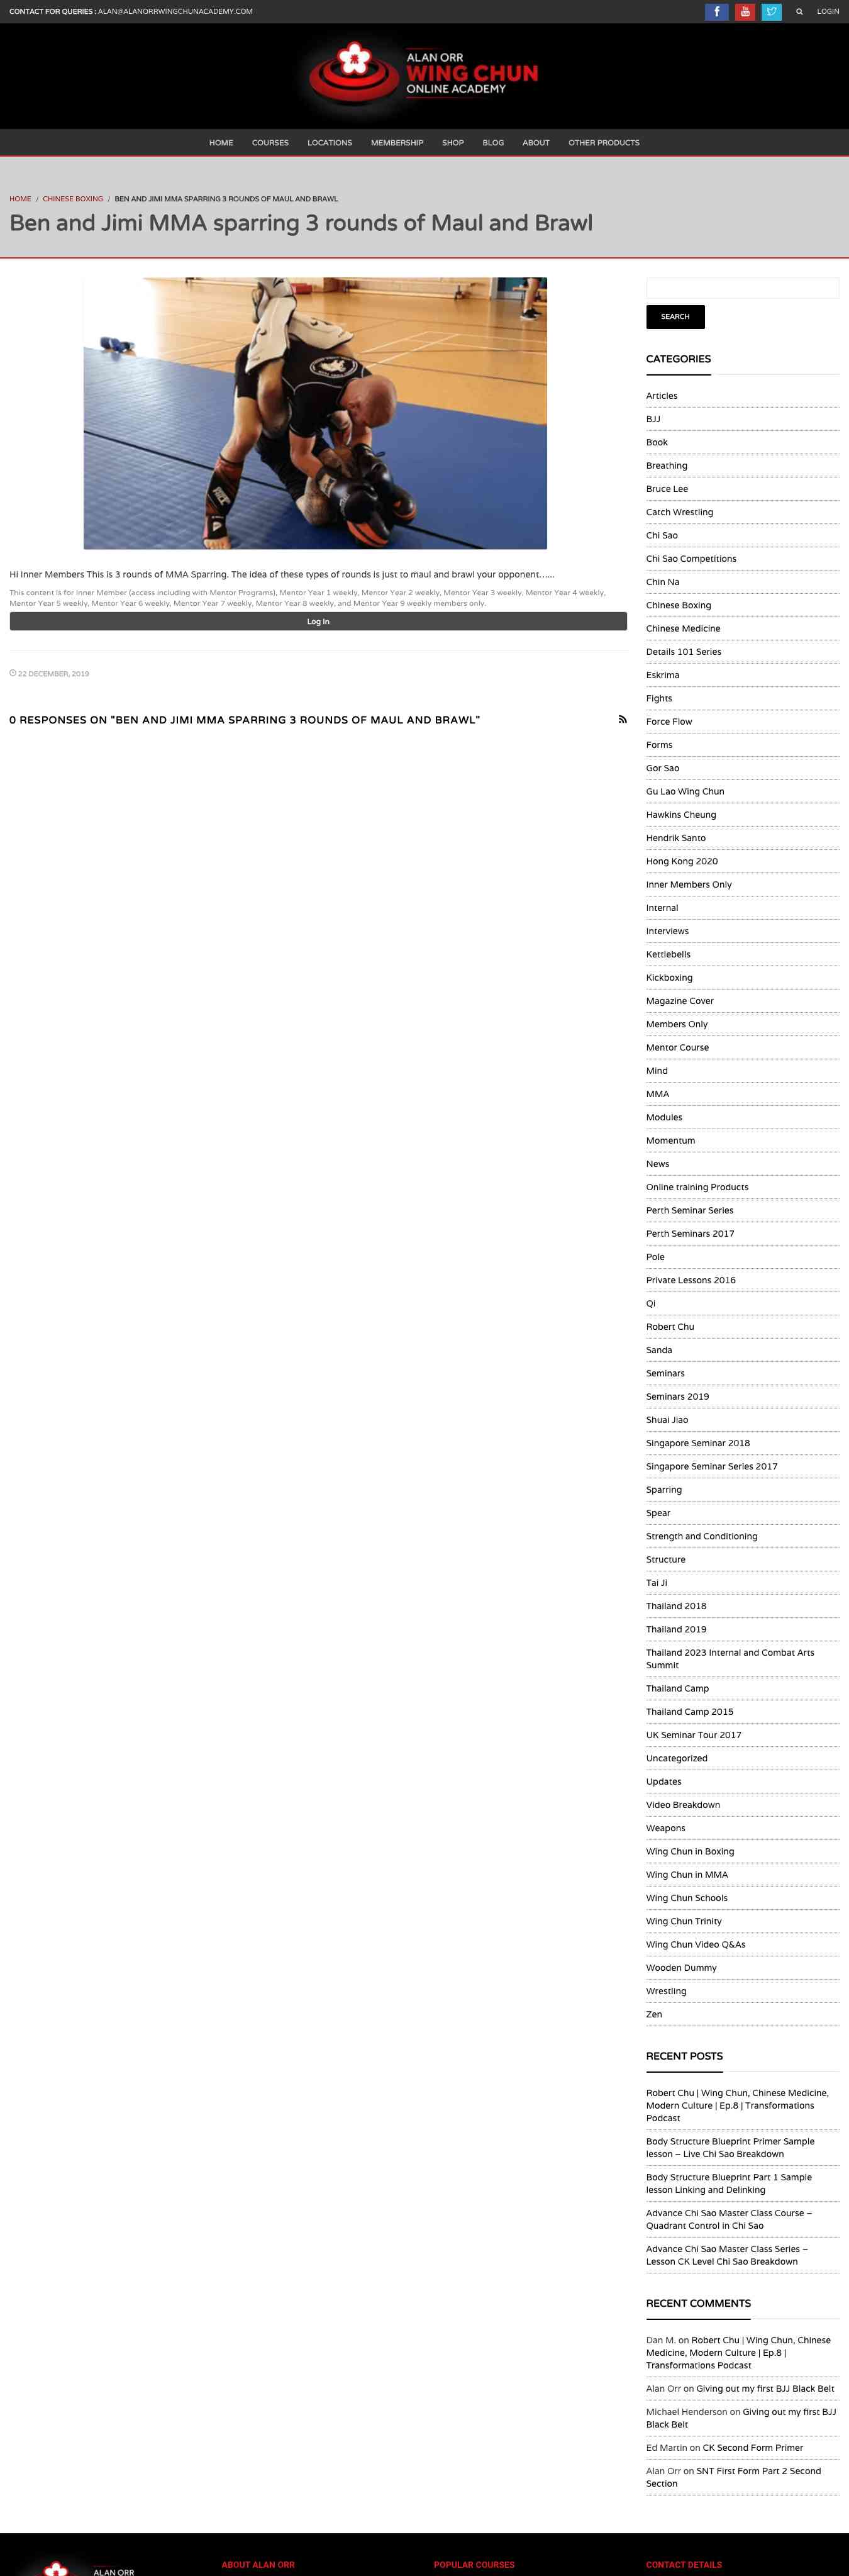 CONTACT FOR QUERIES : ALAN@ALANORRWINGCHUNACADEMY.COM
LOGIN
ALAN ORR
WING CHUN
ONLINE ACADEMY
HOME COURSES LOCATIONS MEMBERSHIP SHOP BLOG ABOUT OTHER PRODUCTS
HOME / CHINESE BOXING / BEN AND JIMI MMA SPARRING 3 ROUNDS OF MAUL AND BRAWL
Ben and Jimi MMA sparring 3 rounds of Maul and Brawl
Hi Inner Members This is 3 rounds of MMA Sparring. The idea of these types of rounds is just to maul and brawl your opponent…...
This content is for Inner Member (access including with Mentor Programs), Mentor Year 1 weekly, Mentor Year 2 weekly, Mentor Year 3 weekly, Mentor Year 4 weekly,
Mentor Year 5 weekly, Mentor Year 6 weekly, Mentor Year 7 weekly, Mentor Year 8 weekly, and Mentor Year 9 weekly members only.
Log In
22 DECEMBER, 2019
0 RESPONSES ON "BEN AND JIMI MMA SPARRING 3 ROUNDS OF MAUL AND BRAWL"
SEARCH
CATEGORIES
Articles
BJJ
Book
Breathing
Bruce Lee
Catch Wrestling
Chi Sao
Chi Sao Competitions
Chin Na
Chinese Boxing
Chinese Medicine
Details 101 Series
Eskrima
Fights
Force Flow
Forms
Gor Sao
Gu Lao Wing Chun
Hawkins Cheung
Hendrik Santo
Hong Kong 2020
Inner Members Only
Internal
Interviews
Kettlebells
Kickboxing
Magazine Cover
Members Only
Mentor Course
Mind
MMA
Modules
Momentum
News
Online training Products
Perth Seminar Series
Perth Seminars 2017
Pole
Private Lessons 2016
Qi
Robert Chu
Sanda
Seminars
Seminars 2019
Shuai Jiao
Singapore Seminar 2018
Singapore Seminar Series 2017
Sparring
Spear
Strength and Conditioning
Structure
Tai Ji
Thailand 2018
Thailand 2019
Thailand 2023 Internal and Combat Arts
Summit
Thailand Camp
Thailand Camp 2015
UK Seminar Tour 2017
Uncategorized
Updates
Video Breakdown
Weapons
Wing Chun in Boxing
Wing Chun in MMA
Wing Chun Schools
Wing Chun Trinity
Wing Chun Video Q&As
Wooden Dummy
Wrestling
Zen
RECENT POSTS
Robert Chu | Wing Chun, Chinese Medicine,
Modern Culture | Ep.8 | Transformations
Podcast
Body Structure Blueprint Primer Sample
lesson – Live Chi Sao Breakdown
Body Structure Blueprint Part 1 Sample
lesson Linking and Delinking
Advance Chi Sao Master Class Course –
Quadrant Control in Chi Sao
Advance Chi Sao Master Class Series –
Lesson CK Level Chi Sao Breakdown
RECENT COMMENTS
Dan M. on Robert Chu | Wing Chun, Chinese
Medicine, Modern Culture | Ep.8 |
Transformations Podcast
Alan Orr on Giving out my first BJJ Black Belt
Michael Henderson on Giving out my first BJJ
Black Belt
Ed Martin on CK Second Form Primer
Alan Orr on SNT First Form Part 2 Second
Section
ALAN ORR
ABOUT ALAN ORR
POPULAR COURSES
CONTACT DETAILS